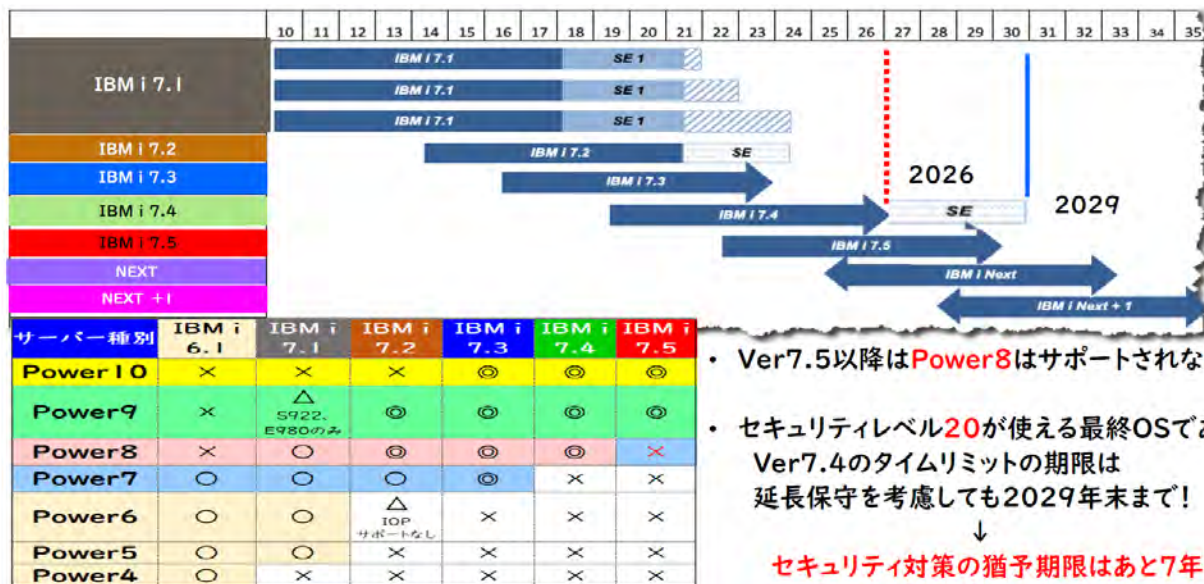 10 11 12 13 14 15 16 17 18 19 20 21 22 23 24 25 26 27 28 29 30 31 32 33 34 35
IBM i 7.1
IBM i 7.1 SE 1
IBM i 7.1 SE 1
IBM i 7.1 SE 1
IBM i 7.2
IBM i 7.2 SE
IBM i 7.3
IBM i 7.3
2026
IBM i 7.4
IBM i 7.4 SE
2029
IBM i 7.5
IBM i 7.5
NEXT
IBM i Next
NEXT +1
IBM i Next + 1
サーバー種別 IBM i 6.1 IBM i 7.1 IBM i 7.2 IBM i 7.3 IBM i 7.4 IBM i 7.5
Power10 × × × ◎ ◎ ◎
Power9 × △ S922、E980のみ ◎ ◎ ◎ ◎
Power8 × ○ ◎ ◎ ◎ ×
Power7 ○ ○ ○ ◎ × ×
Power6 ○ ○ △ IOPサポートなし × × ×
Power5 ○ ○ × × × ×
Power4 ○ × × × × ×
・ Ver7.5以降はPower8はサポートされな
・ セキュリティレベル20が使える最終OSであ
Ver7.4のタイムリミットの期限は
延長保守を考慮しても2029年末まで！
↓
セキュリティ対策の猶予期限はあと7年